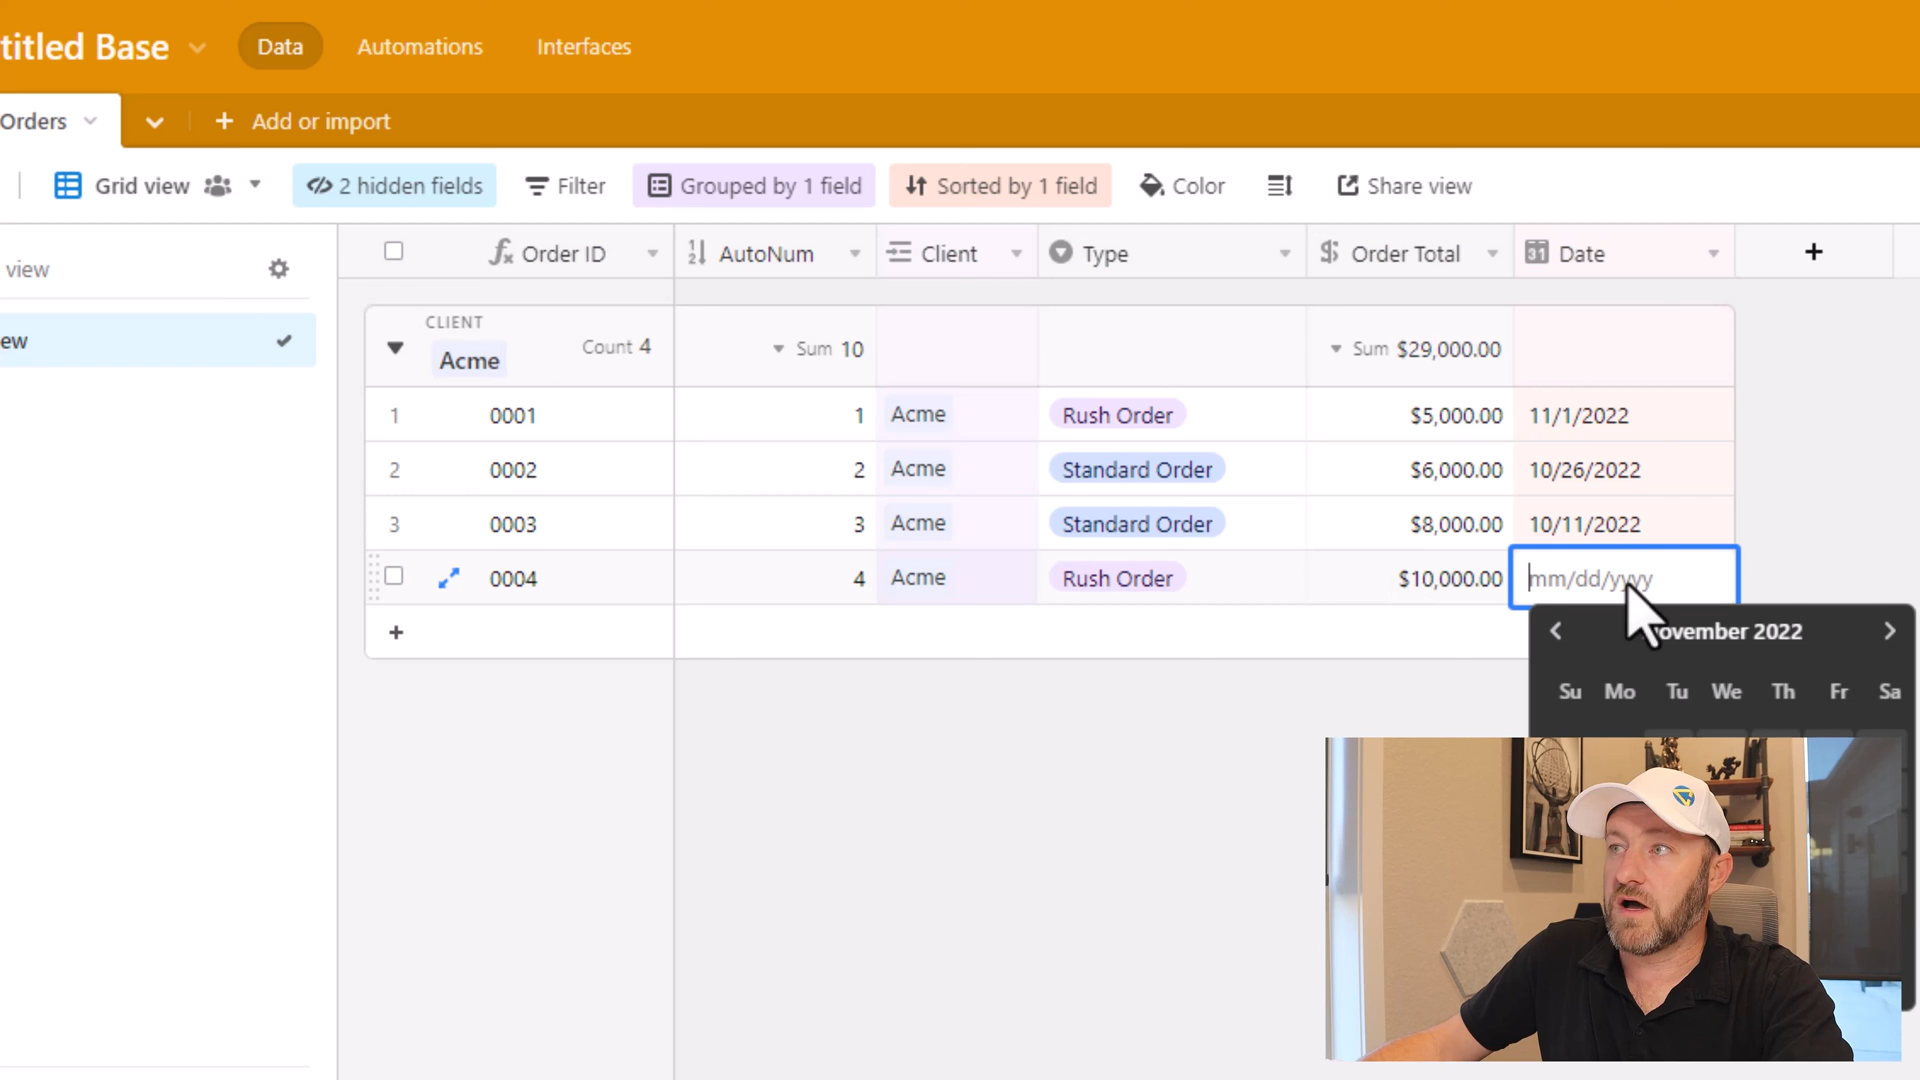 titled Base Data Automations Interfaces
Orders + Add or import
Grid view 2 hidden fields Filter Grouped by 1 field Sorted by 1 field Color Share view
view Order ID AutoNum Client Type Order Total 31 Date +
ew
CLIENT
Acme Count 4 Sum 10 Sum $29,000.00
1 0001 1 Acme Rush Order $5,000.00 11/1/2022
2 0002 2 Acme Standard Order $6,000.00 10/26/2022
3 0003 3 Acme Standard Order $8,000.00 10/11/2022
0004 4 Acme Rush Order $10,000.00 mm/dd/yyyy
+
ovember 2022
Su Mo Tu We Th Fr Sa